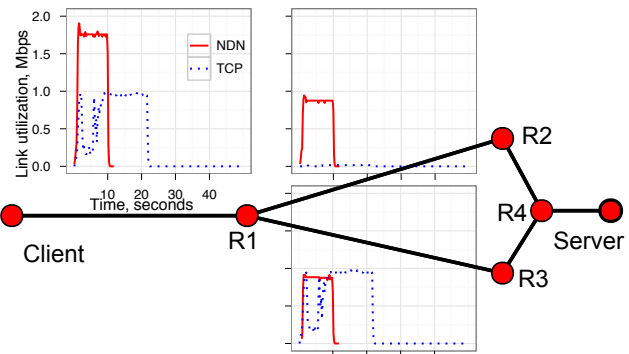 Link utilization, Mbps
2.0
1.5
1.0
0.5
0.0
NDN
TCP
10 20 30 40
Time, seconds
Client
R1
R2
R3
R4
Server